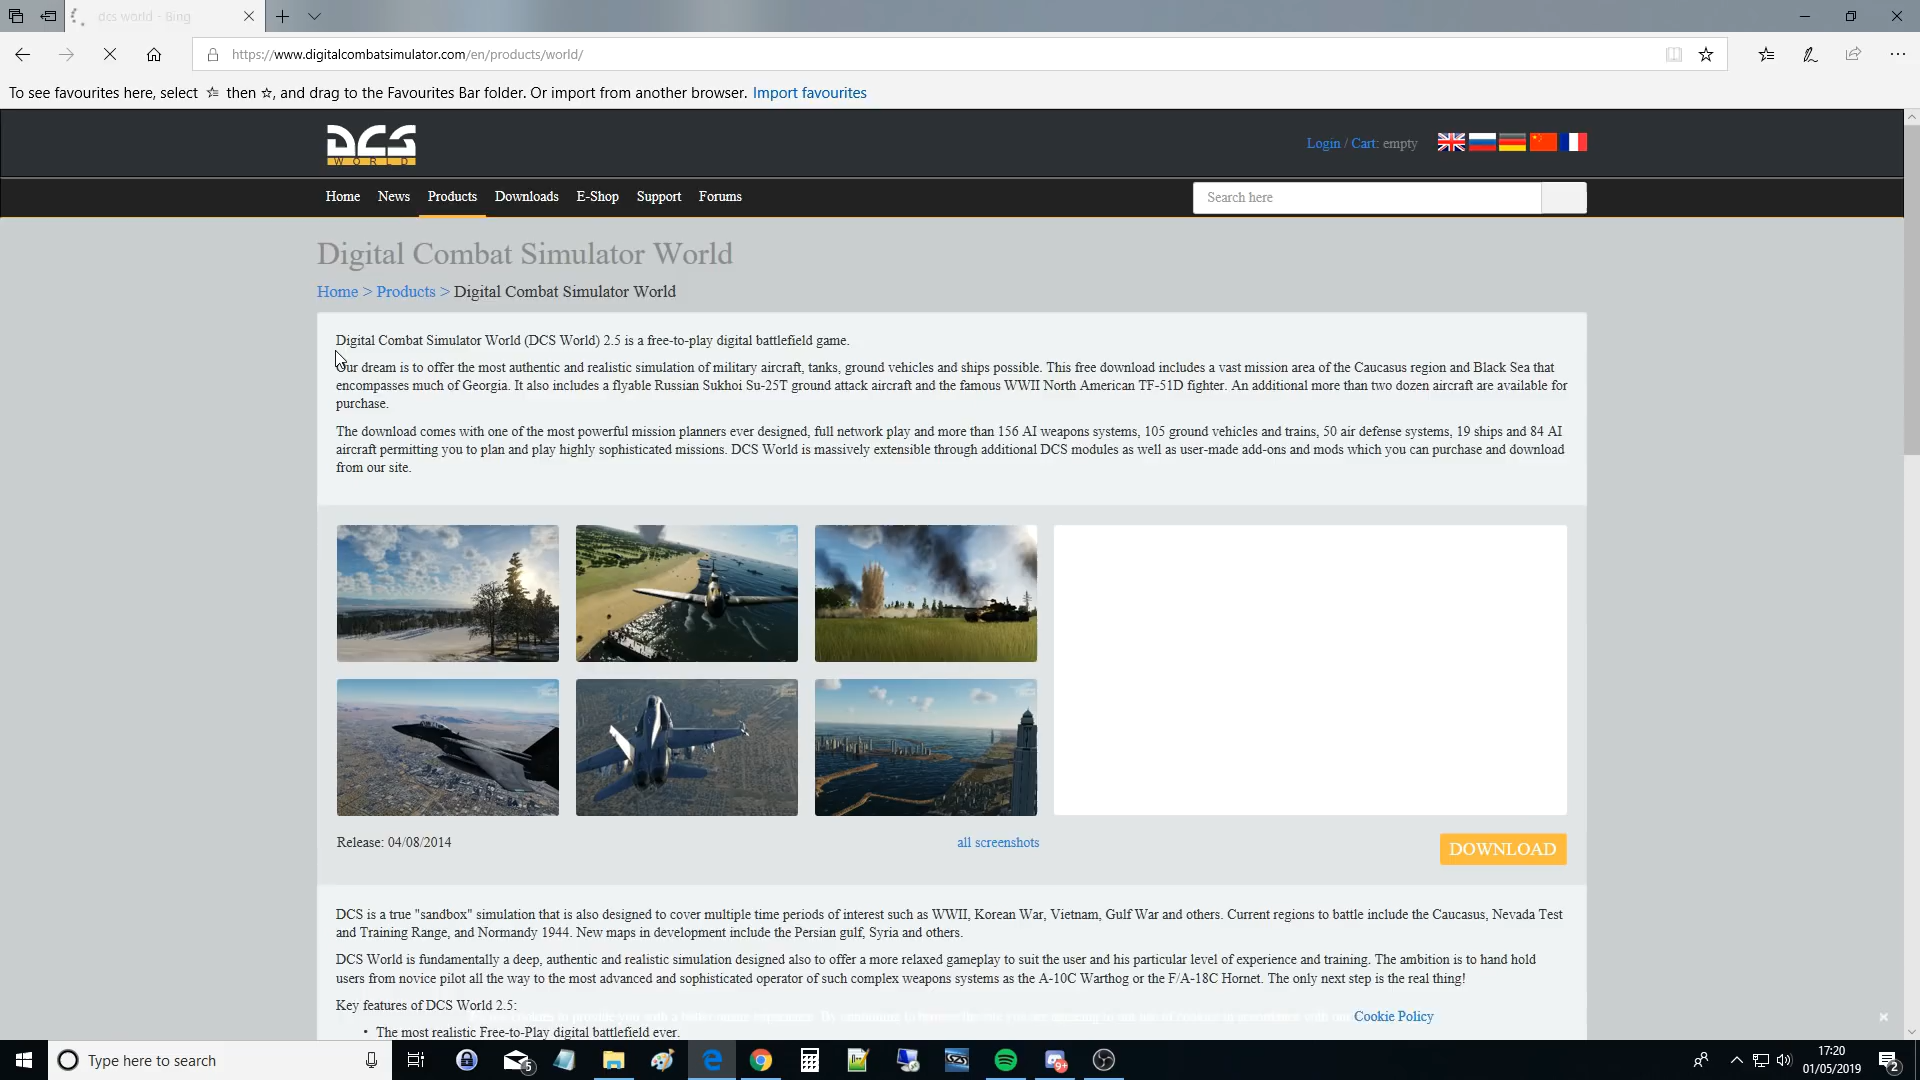 dcs world - Bing
https://www.digitalcombatsimulator.com/en/products/world/
To see favourites here, select then , and drag to the Favourites Bar folder. Or import from another browser. Import favourites
DCS
WORLD
Login / Cart: empty
Home News Products Downloads E-Shop Support Forums
Search here
Digital Combat Simulator World
Home > Products > Digital Combat Simulator World
Digital Combat Simulator World (DCS World) 2.5 is a free-to-play digital battlefield game.
Our dream is to offer the most authentic and realistic simulation of military aircraft, tanks, ground vehicles and ships possible. This free download includes a vast mission area of the Caucasus region and Black Sea that
encompasses much of Georgia. It also includes a flyable Russian Sukhoi Su-25T ground attack aircraft and the famous WWII North American TF-51D fighter. An additional more than two dozen aircraft are available for
purchase.
The download comes with one of the most powerful mission planners ever designed, full network play and more than 156 AI weapons systems, 105 ground vehicles and trains, 50 air defense systems, 19 ships and 84 AI
aircraft permitting you to plan and play highly sophisticated missions. DCS World is massively extensible through additional DCS modules as well as user-made add-ons and mods which you can purchase and download
from our site.
Release: 04/08/2014
all screenshots
DOWNLOAD
DCS is a true "sandbox" simulation that is also designed to cover multiple time periods of interest such as WWII, Korean War, Vietnam, Gulf War and others. Current regions to battle include the Caucasus, Nevada Test
and Training Range, and Normandy 1944. New maps in development include the Persian gulf, Syria and others.
DCS World is fundamentally a deep, authentic and realistic simulation designed also to offer a more relaxed gameplay to suit the user and his particular level of experience and training. The ambition is to hand hold
users from novice pilot all the way to the most advanced and sophisticated operator of such complex weapons systems as the A-10C Warthog or the F/A-18C Hornet. The only next step is the real thing!
Key features of DCS World 2.5:
Cookie Policy
• The most realistic Free-to-Play digital battlefield ever.
Type here to search
5
9+
17:20
01/05/2019
2